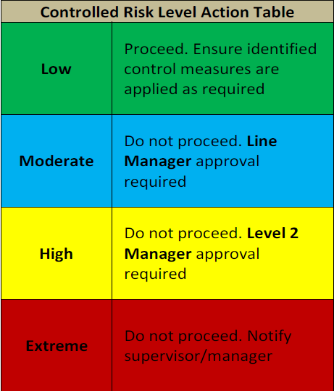 Controlled Risk Level Action Table
Low
Proceed. Ensure identified
control measures are
applied as required
Moderate
Do not proceed. Line
Manager approval
required
High
Do not proceed. Level 2
Manager approval
required
Extreme
Do not proceed. Notify
supervisor/manager